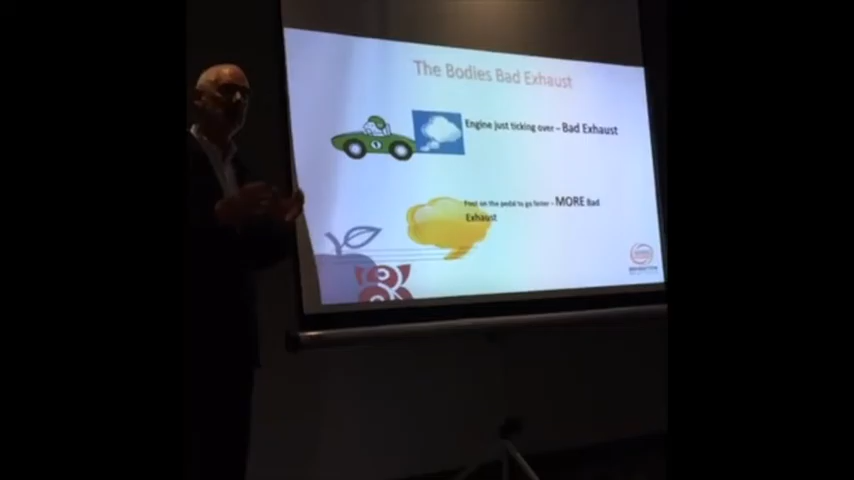 The Bodies Bad Exhaust
Engine just ticking over – Bad Exhaust
1
Foot on the pedal to go faster – MORE Bad
Exhaust